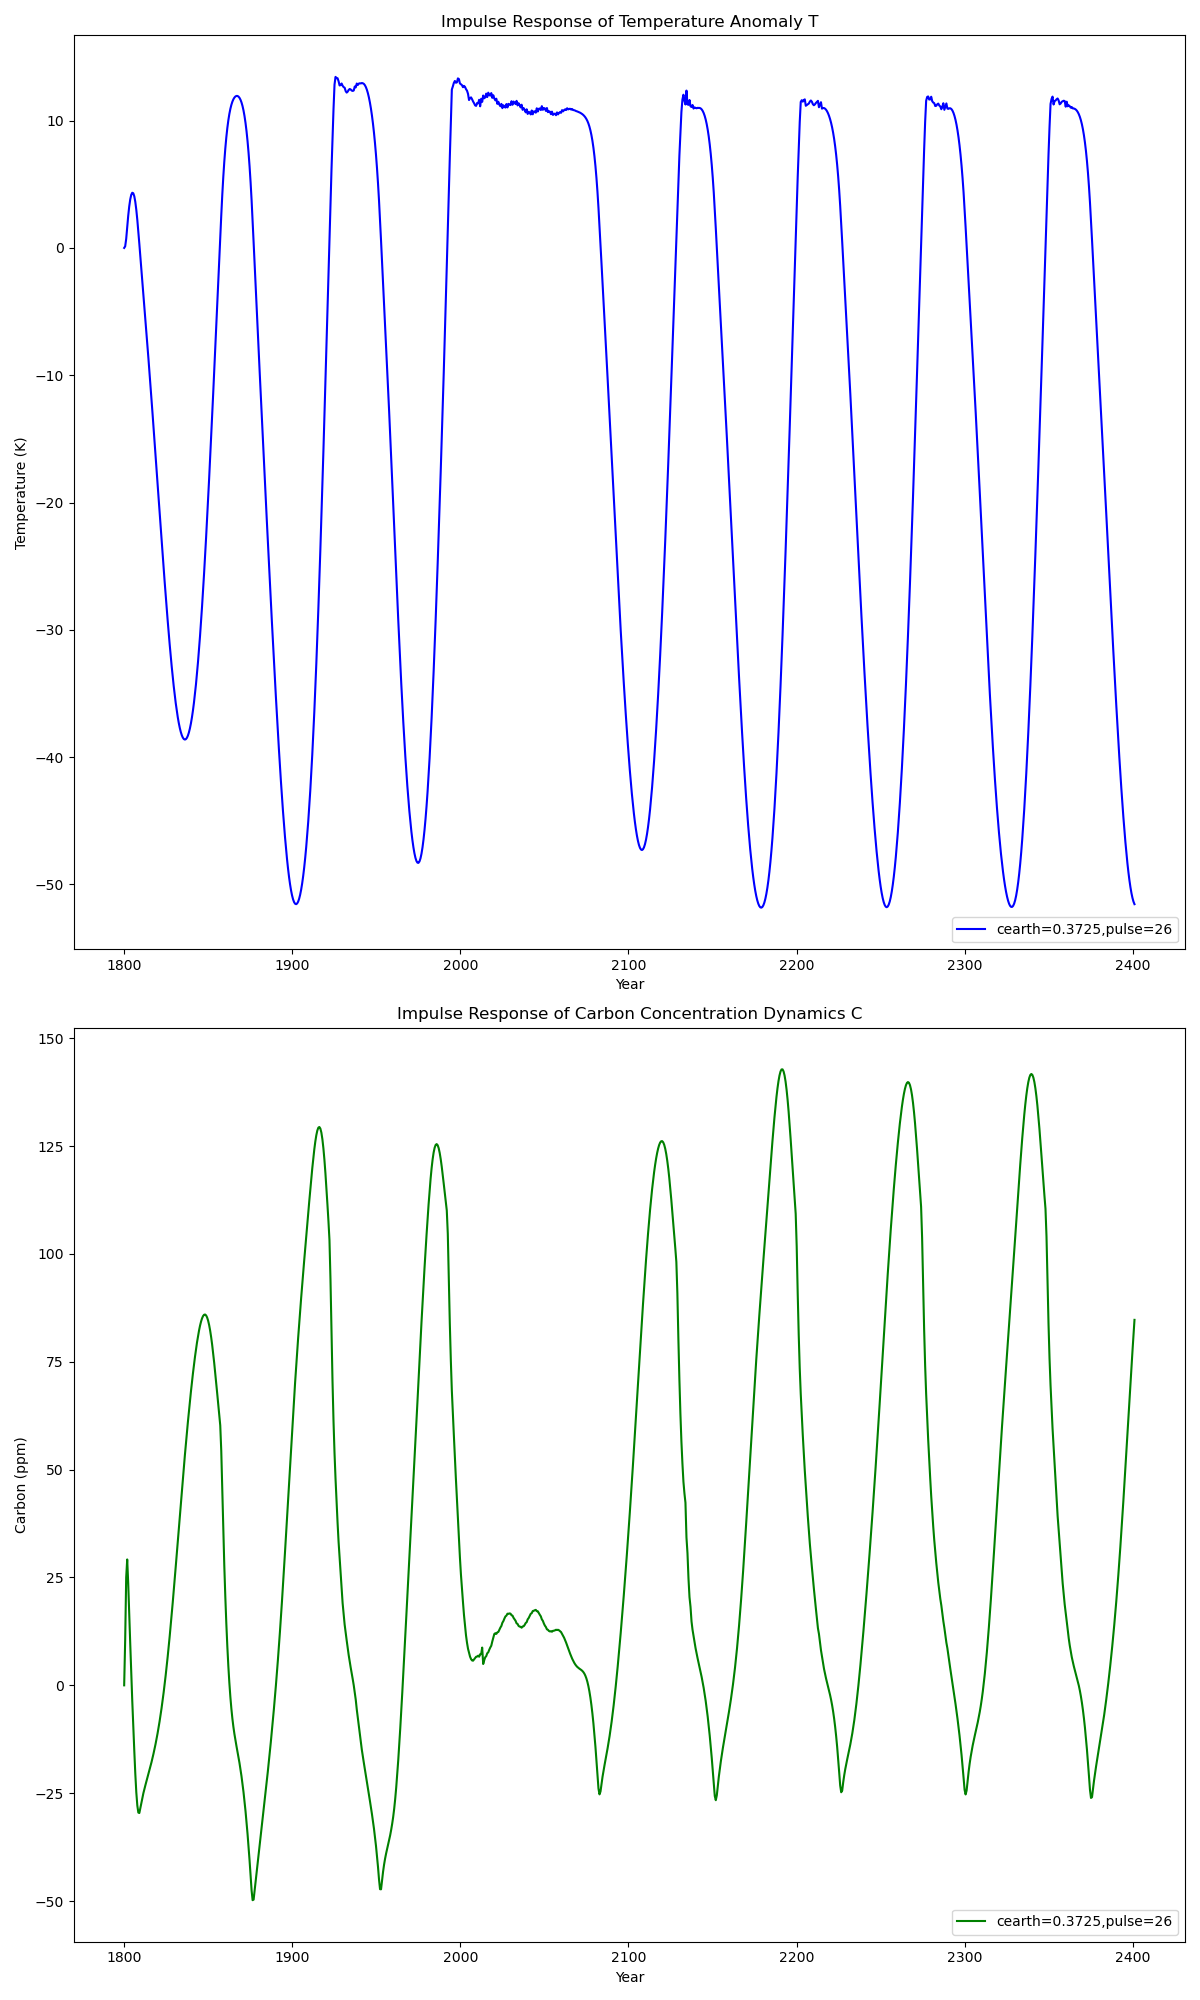 Impulse Response of Temperature Anomaly T
Temperature (K)
10
0
−10
−20
−30
−40
−50
cearth=0.3725,pulse=26
1800 1900 2000 2100 2200 2300 2400
Year
Impulse Response of Carbon Concentration Dynamics C
Carbon (ppm)
150
125
100
75
50
25
0
−25
−50
cearth=0.3725,pulse=26
1800 1900 2000 2100 2200 2300 2400
Year